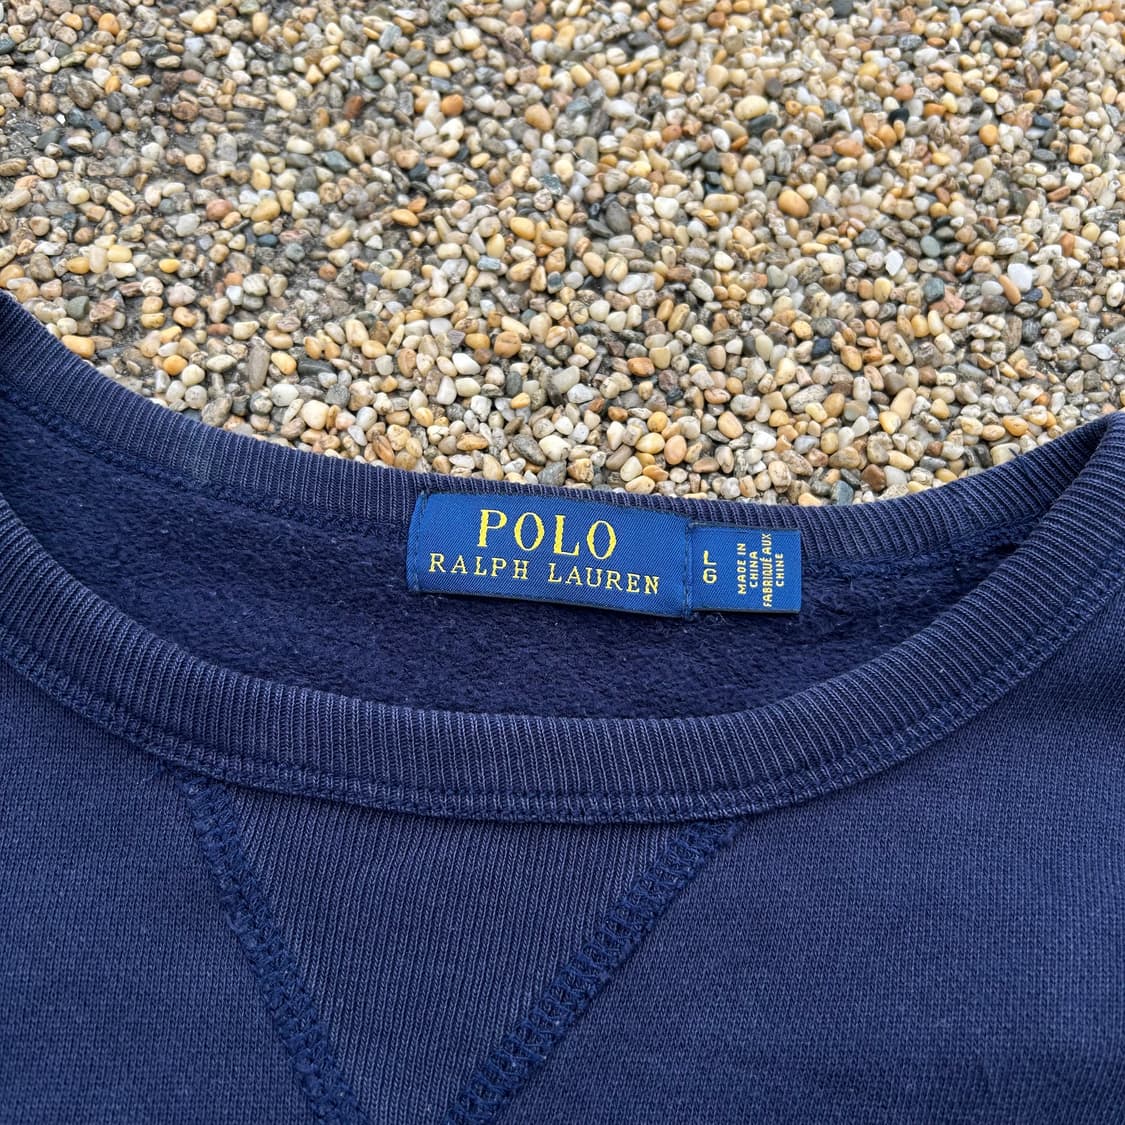 POLO
RALPH LAUREN
L
G
MADE IN
CHINA
FABRIQUÉ AUX
CHINE